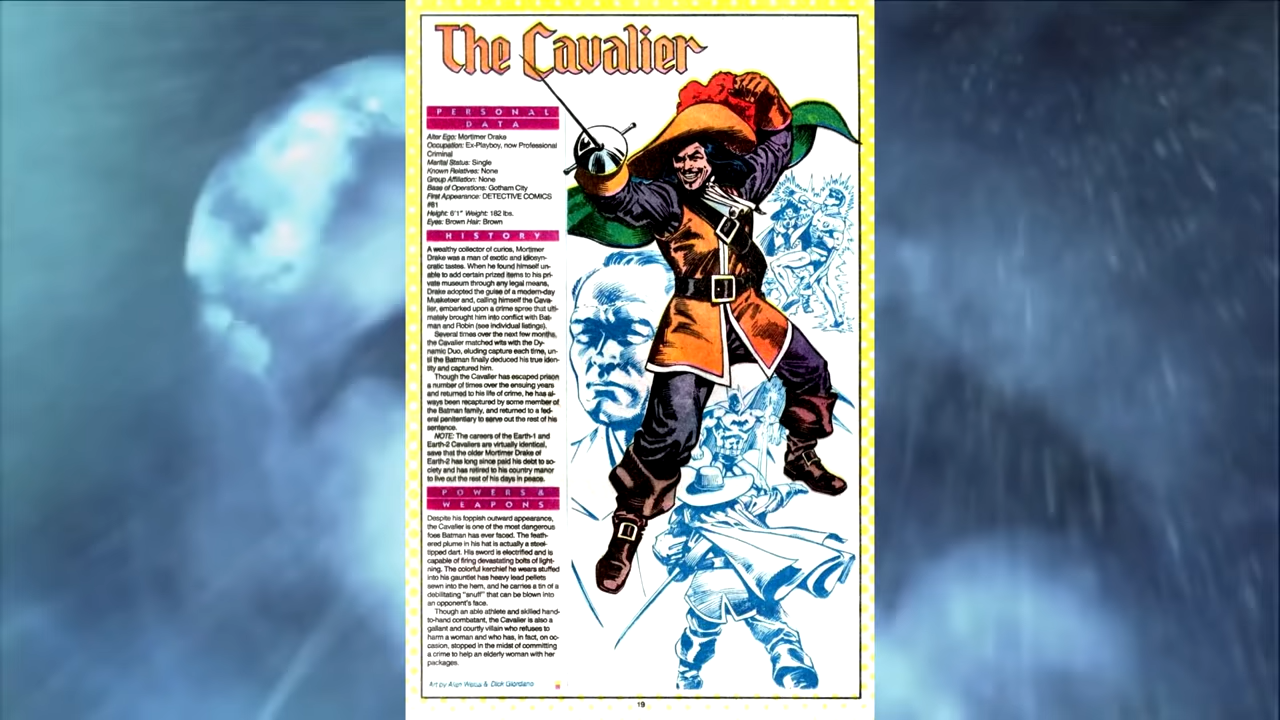 The Cavalier
PERSONAL
DATA
Alter Ego: Mortimer Drake
Occupation: Ex-Playboy, now Professional
Criminal
Marital Status: Single
Known Relatives: None
Group Affiliation: None
Base of Operations: Gotham City
First Appearance: DETECTIVE COMICS
#81
Height: 6'1" Weight: 182 lbs.
Eyes: Brown Hair: Brown
HISTORY
A wealthy collector of curios, Mortimer
Drake was a man of exotic and idiosyn-
cratic tastes. When he found himself un-
able to add certain prized items to his pri-
vate museum through any legal means,
Drake adopted the guise of a modern-day
Musketeer and, calling himself the Cava-
lier, embarked upon a crime spree that ulti-
mately brought him into conflict with Bat-
man and Robin (see individual listings).
Several times over the next few months,
the Cavalier matched wits with the Dy-
namic Duo, eluding capture each time, un-
til the Batman finally deduced his true iden-
tity and captured him.
Though the Cavalier has escaped prison
a number of times over the ensuing years
and returned to his life of crime, he has al-
ways been recaptured by some member of
the Batman family, and returned to a fed-
eral penitentiary to serve out the rest of his
sentence.
NOTE: The careers of the Earth-1 and
Earth-2 Cavaliers are virtually identical,
save that the older Mortimer Drake of
Earth-2 has long since paid his debt to so-
ciety and has retired to his country manor
to live out the rest of his days in peace.
POWERS &
WEAPONS
Despite his foppish outward appearance,
the Cavalier is one of the most dangerous
foes Batman has ever faced. The feath-
ered plume in his hat is actually a steel-
tipped dart. His sword is electrified and is
capable of firing devastating bolts of light-
ning. The colorful kerchief he wears stuffed
into his gauntlet has heavy lead pellets
sewn into the hem, and he carries a tin of a
debilitating "snuff" that can be blown into
an opponent's face.
Though an able athlete and skilled hand-
to-hand combatant, the Cavalier is also a
gallant and courtly villain who refuses to
harm a woman and who has, in fact, on oc-
casion, stopped in the midst of committing
a crime to help an elderly woman with her
packages.
Art by Alan Weiss & Dick Giordano
19